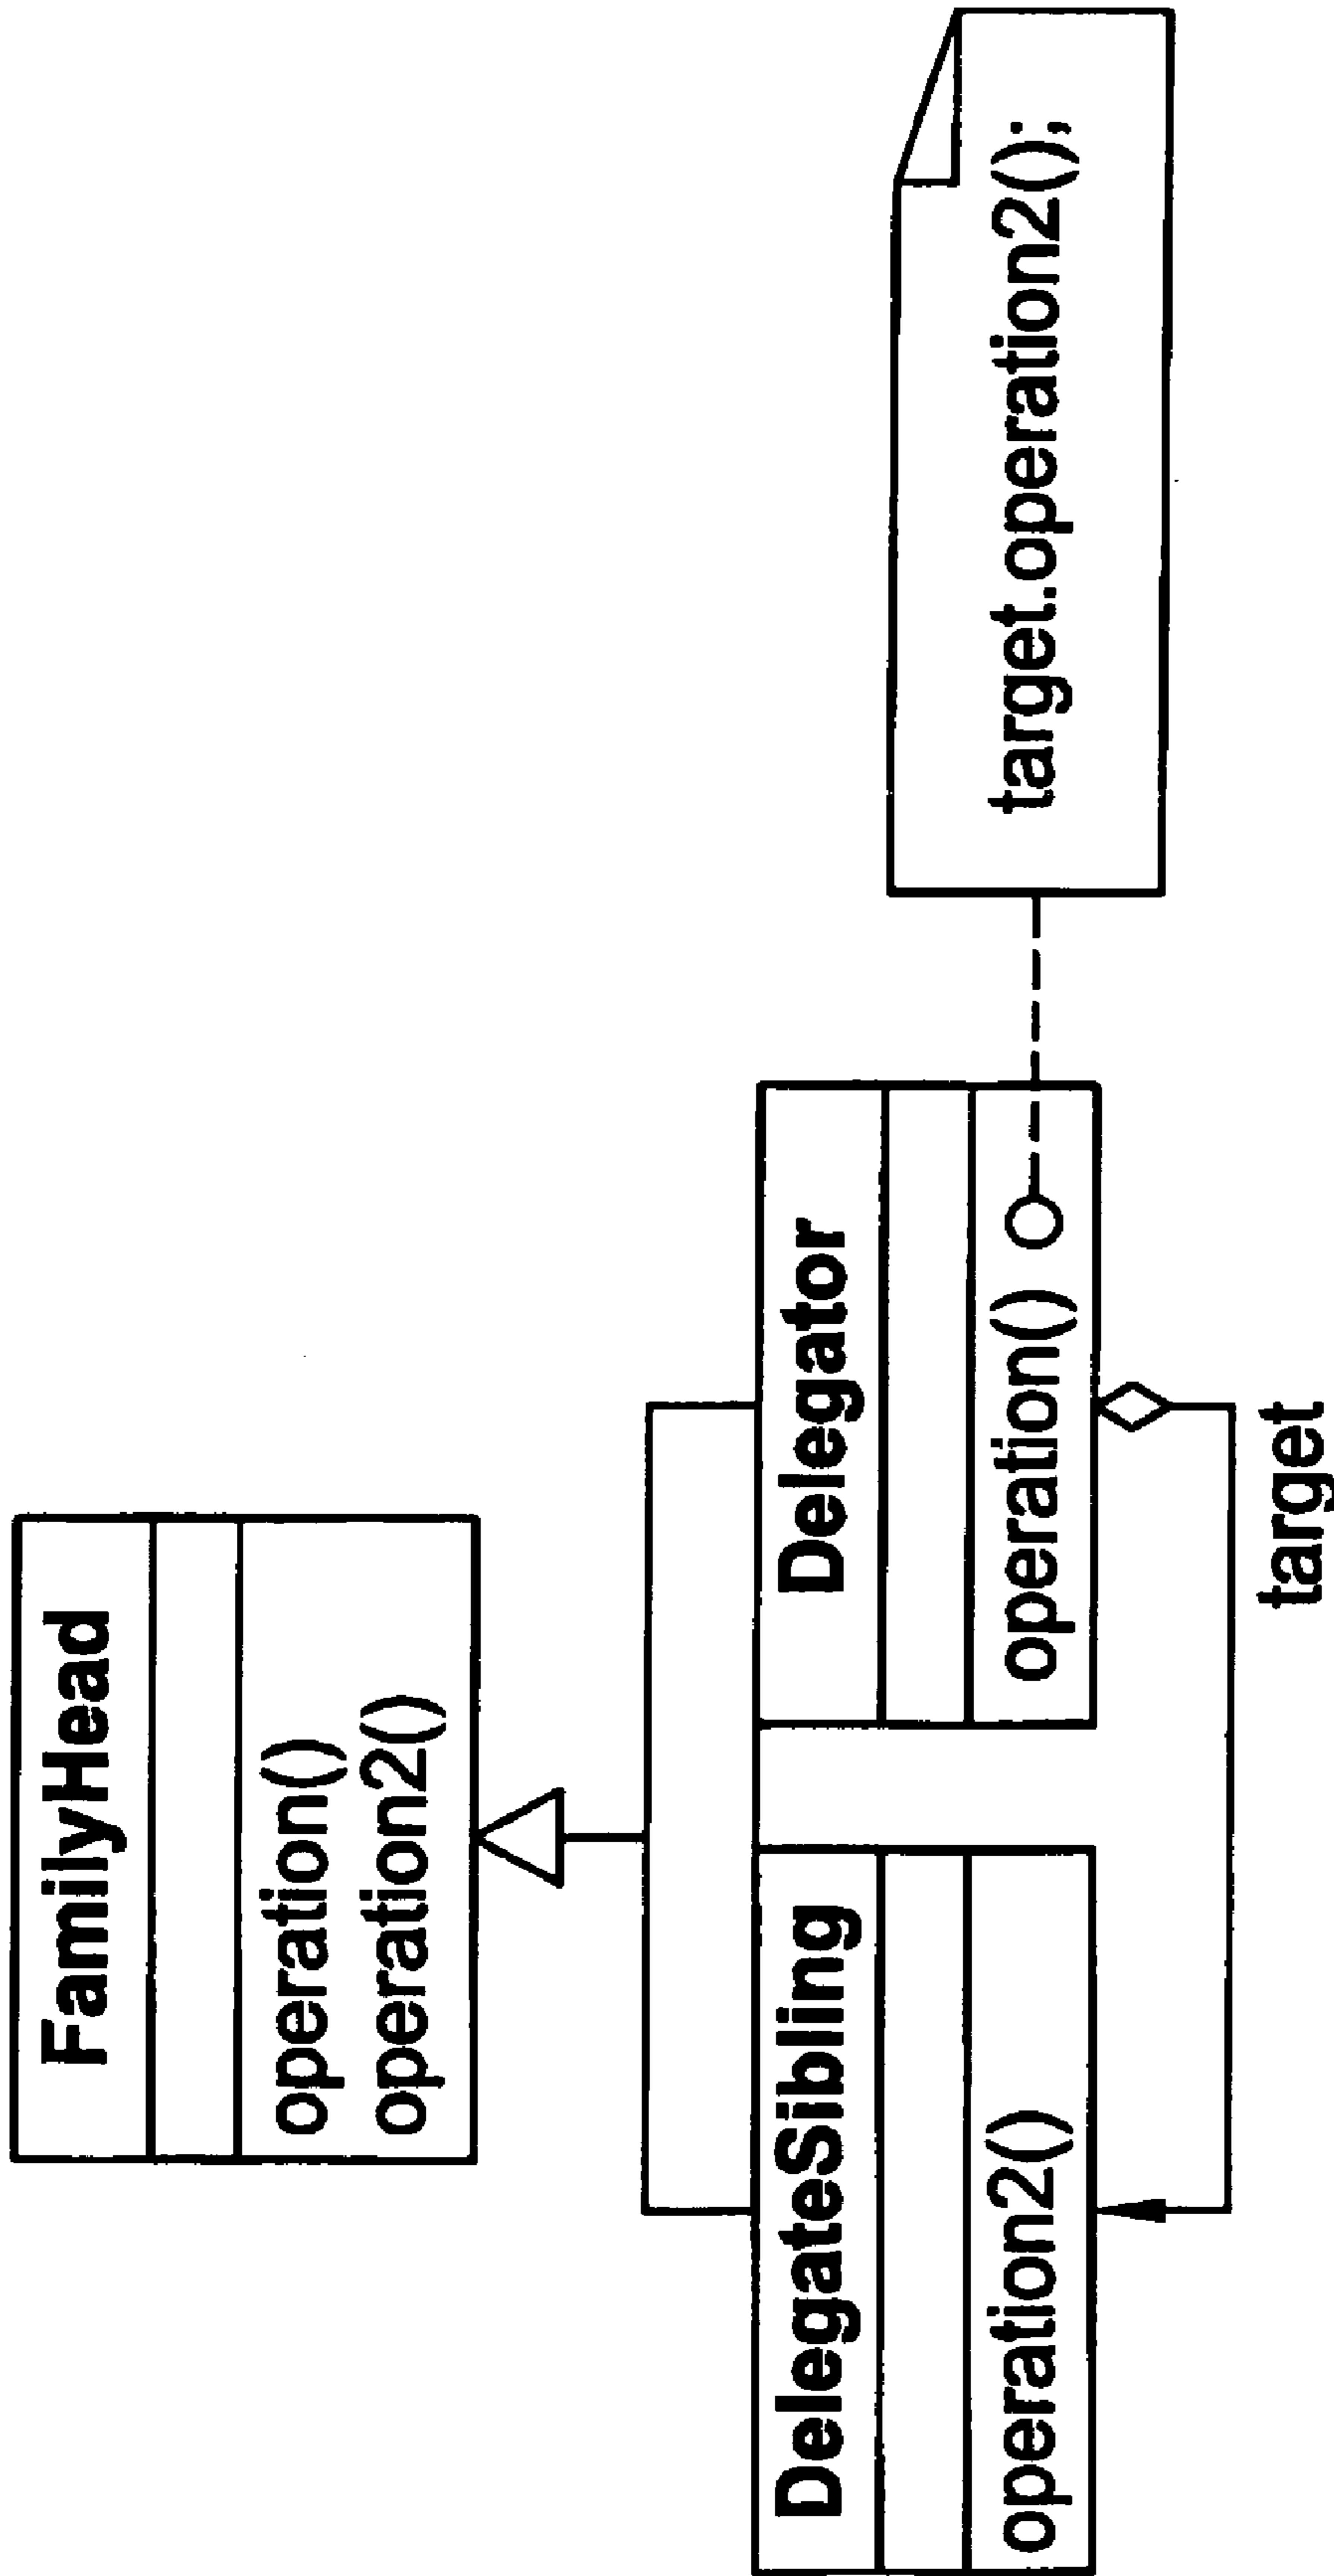 FamilyHead
operation()
operation2()
DelegateSibling
operation2()
Delegator
operation()
target.operation2();
target